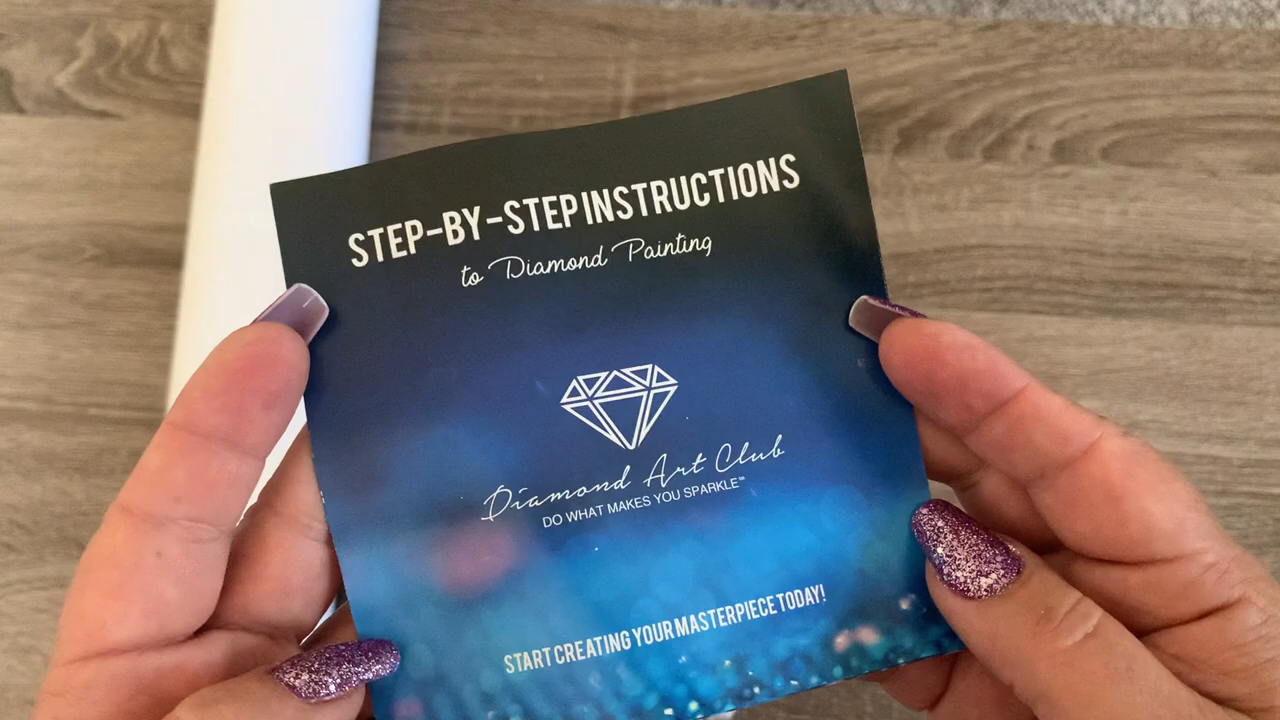 STEP-BY-STEP INSTRUCTIONS
to Diamond Painting
Diamond Art Club
DO WHAT MAKES YOU SPARKLE™
START CREATING YOUR MASTERPIECE TODAY!